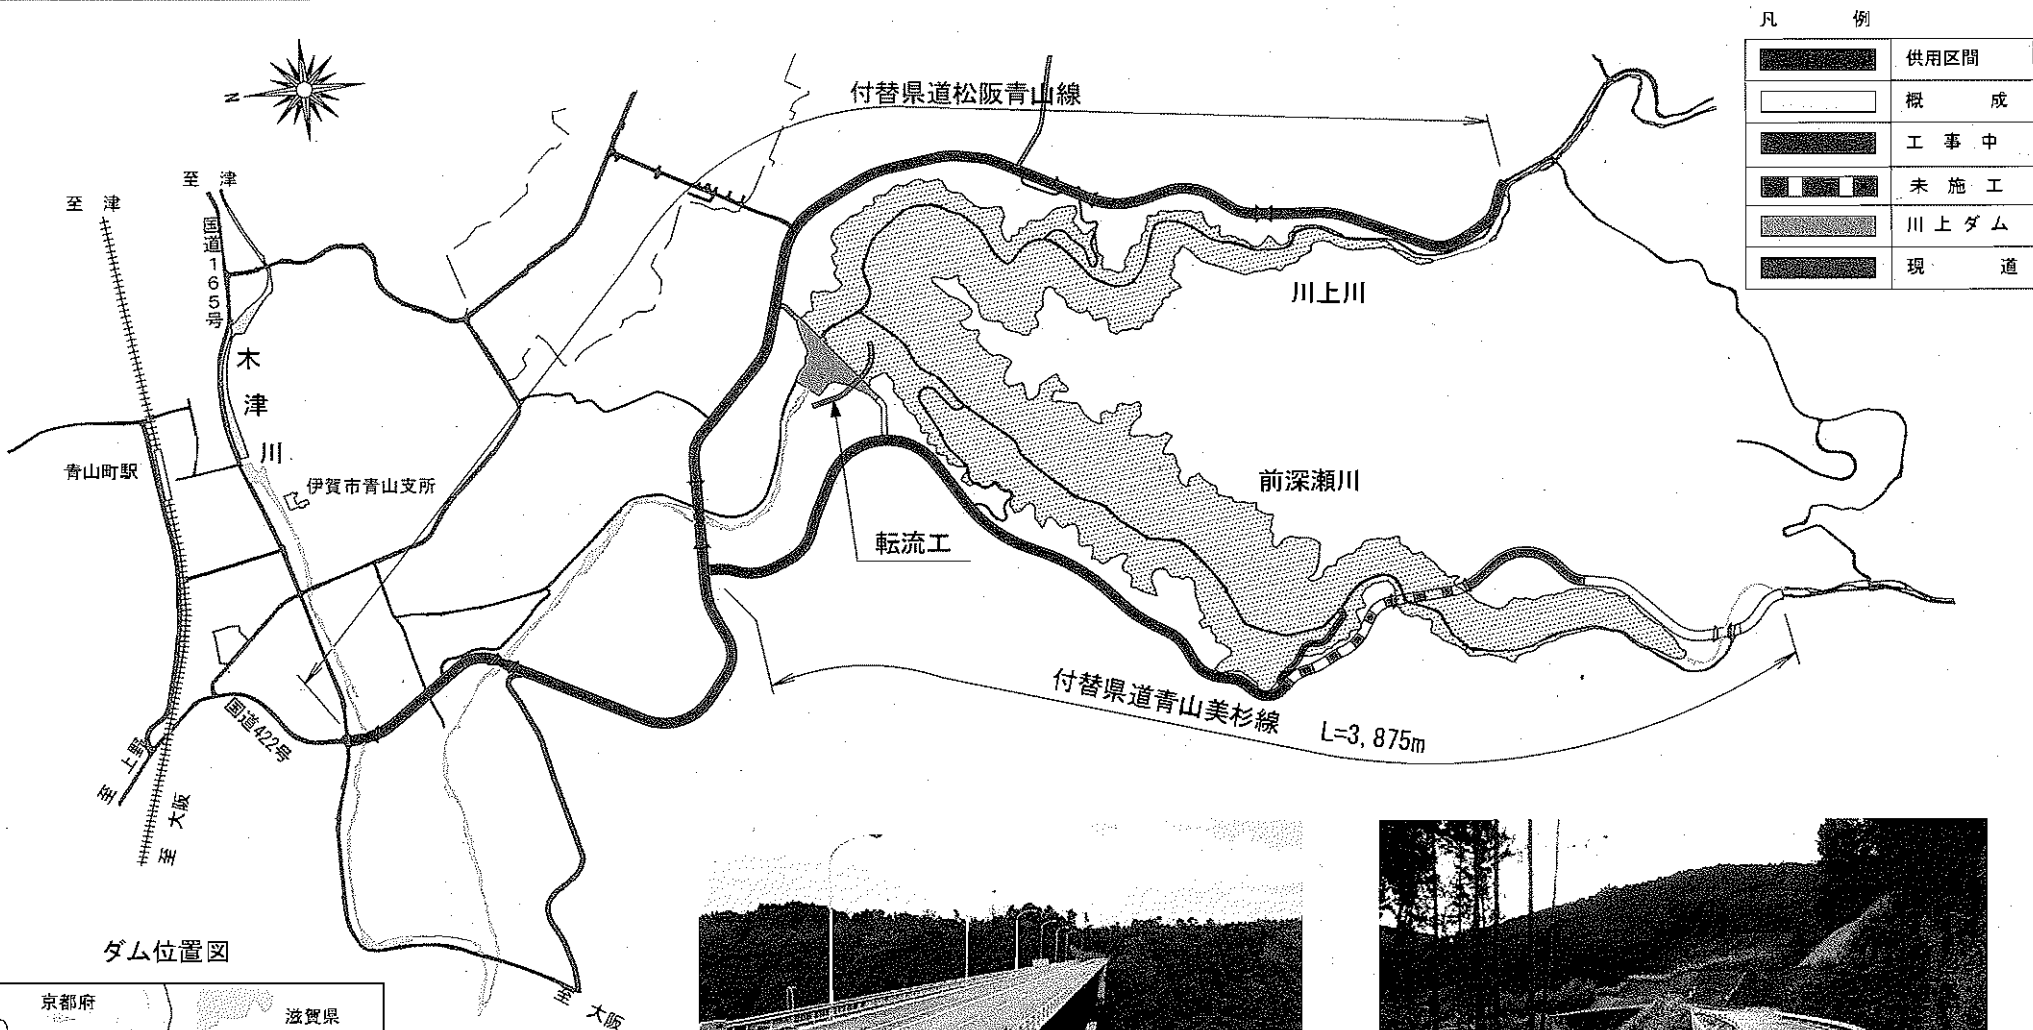 凡例
供用区間
概成
工事中
未施工
川上ダム
現道
N
付替県道松阪青山線
至 津
至 津
国道165号
木津川
川上川
青山町駅
伊賀市青山支所
前深瀬川
転流工
付替県道青山美杉線 L=3,875m
国道422号
至 上野
至 大阪
至 大阪
ダム位置図
京都府
滋賀県